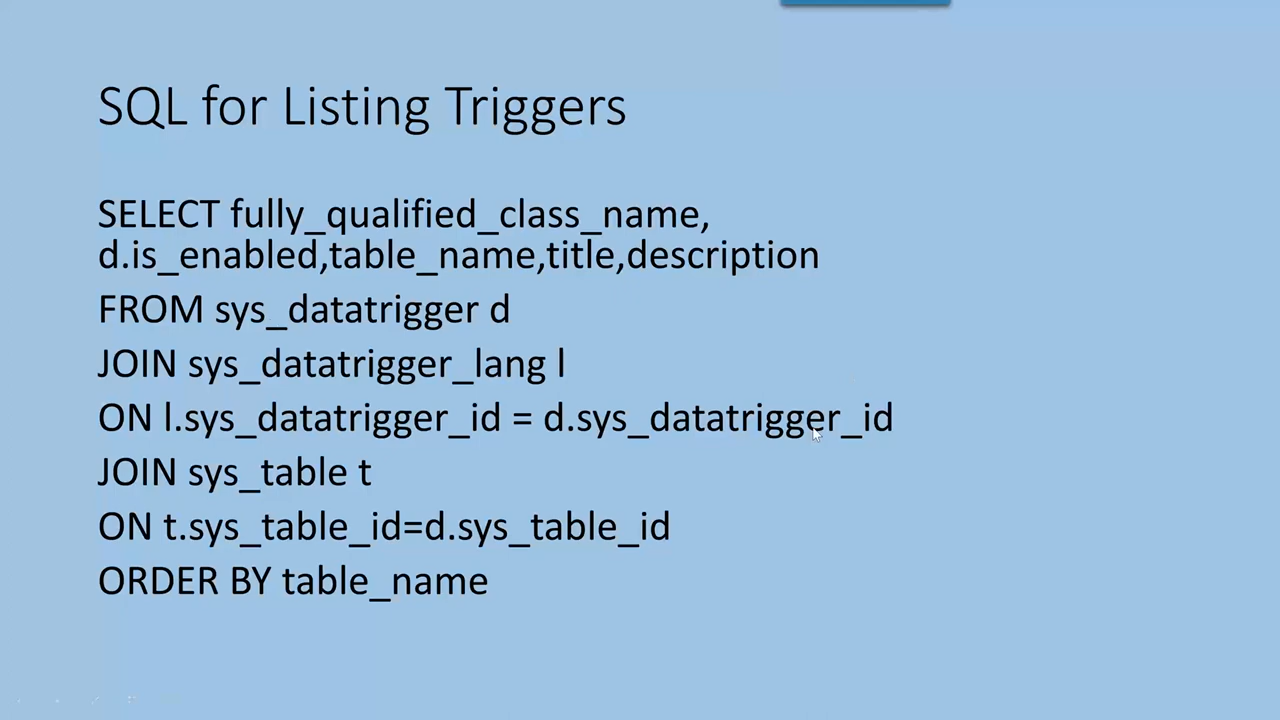 SQL for Listing Triggers
SELECT fully_qualified_class_name,
d.is_enabled,table_name,title,description
FROM sys_datatrigger d
JOIN sys_datatrigger_lang l
ON l.sys_datatrigger_id = d.sys_datatrigger_id
JOIN sys_table t
ON t.sys_table_id=d.sys_table_id
ORDER BY table_name